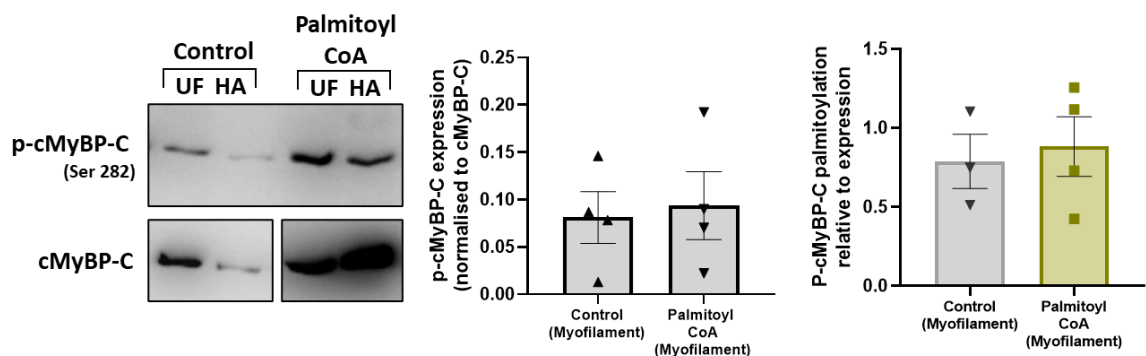 Control
Palmitoyl
CoA
UF HA
UF HA
p-cMyBP-C
(Ser 282)
cMyBP-C
p-cMyBP-C expression
(normalised to cMyBP-C)
0.25
0.20
0.15
0.10
0.05
0.00
Control
(Myofilament)
Palmitoyl
CoA
(Myofilament)
P-cMyBP-C palmitoylation
relative to expression
1.5
1.0
0.5
0.0
Control
(Myofilament)
Palmitoyl
CoA
(Myofilament)